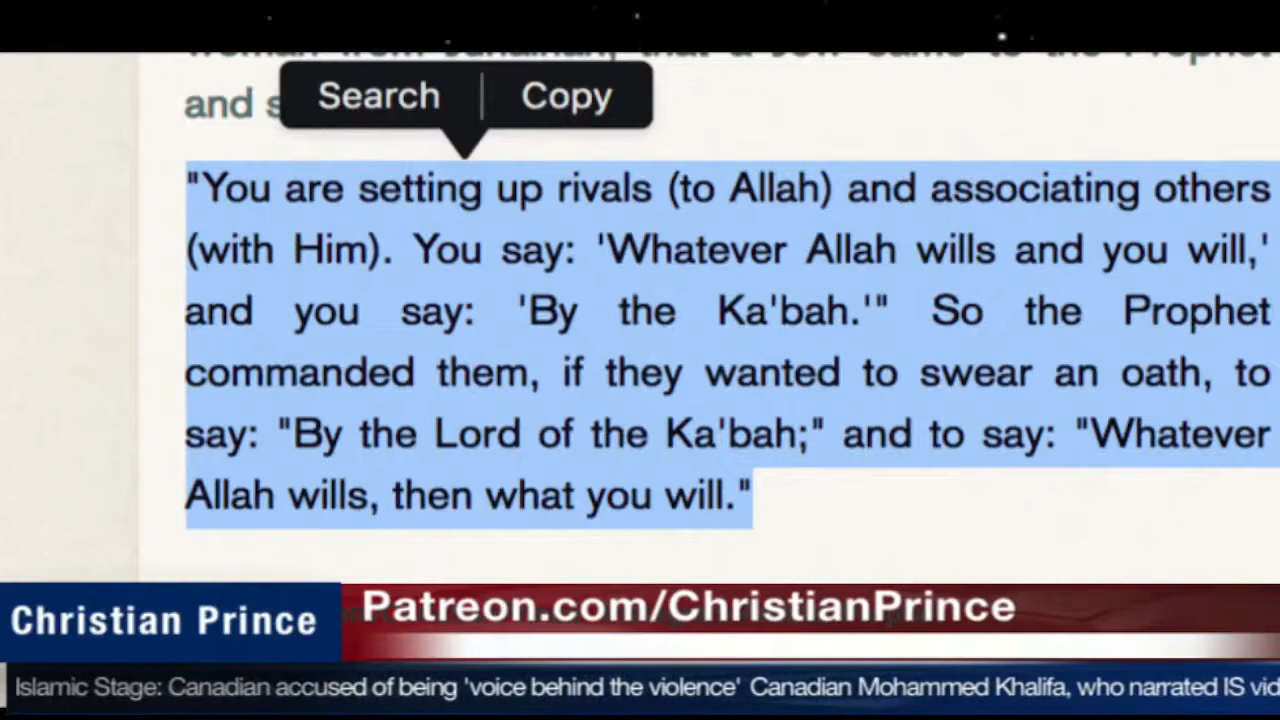 and
Search Copy
"You are setting up rivals (to Allah) and associating others
(with Him). You say: 'Whatever Allah wills and you will,'
and you say: 'By the Ka'bah.'" So the Prophet
commanded them, if they wanted to swear an oath, to
say: "By the Lord of the Ka'bah;" and to say: "Whatever
Allah wills, then what you will."
Christian Prince
Patreon.com/ChristianPrince
Islamic Stage: Canadian accused of being 'voice behind the violence' Canadian Mohammed Khalifa, who narrated IS vid